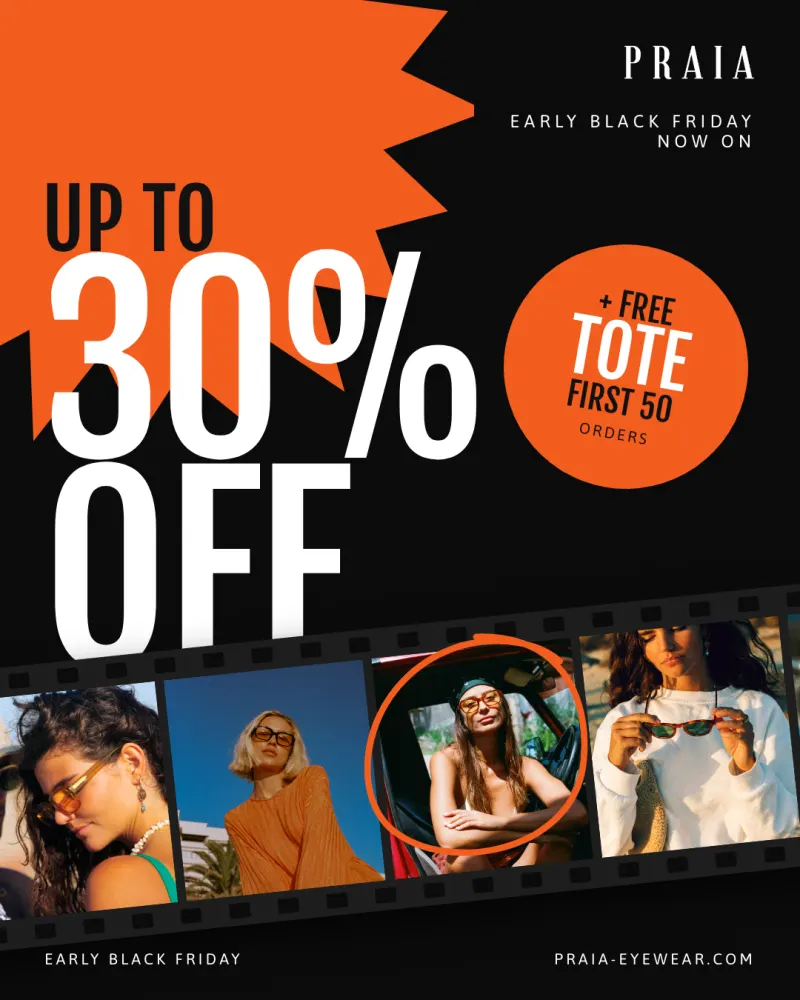 PRAIA
EARLY BLACK FRIDAY
NOW ON
UP TO
30%
OFF
+ FREE
TOTE
FIRST 50
ORDERS
EARLY BLACK FRIDAY
PRAIA-EYEWEAR.COM